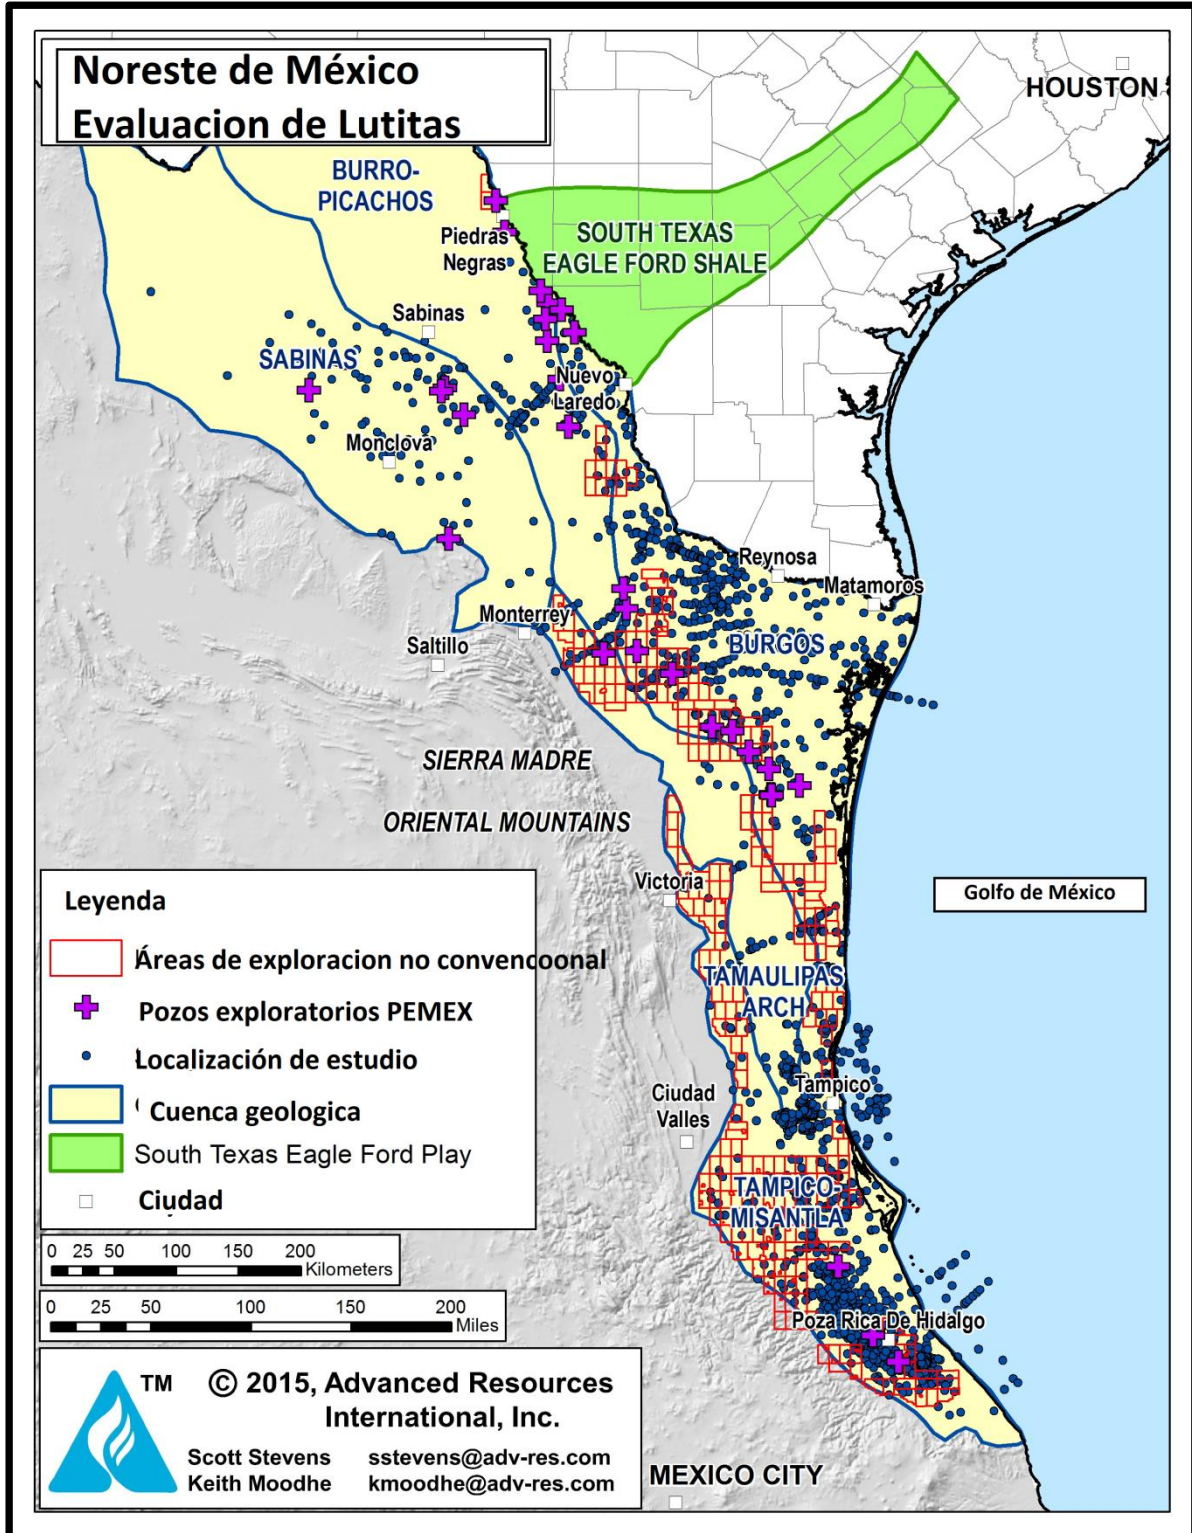 Noreste de México
Evaluacion de Lutitas
HOUSTON
BURRO-
PICACHOS
Piedras
Negras
SOUTH TEXAS
EAGLE FORD SHALE
Sabinas
SABINAS
Nuevo
Laredo
Monclova
Reynosa
Matamoros
Monterrey
Saltillo
BURGOS
SIERRA MADRE
ORIENTAL MOUNTAINS
Victoria
Golfo de México
TAMAULIPAS
ARCH
Tampico
Ciudad
Valles
TAMPICO-
MISANTLA
Poza Rica De Hidalgo
MEXICO CITY
Leyenda
Áreas de exploracion no convencoonal
Pozos exploratorios PEMEX
Localización de estudio
Cuenca geologica
South Texas Eagle Ford Play
Ciudad
0 25 50 100 150 200
Kilometers
0 25 50 100 150 200
Miles
TM © 2015, Advanced Resources
International, Inc.
Scott Stevens sstevens@adv-res.com
Keith Moodhe kmoodhe@adv-res.com